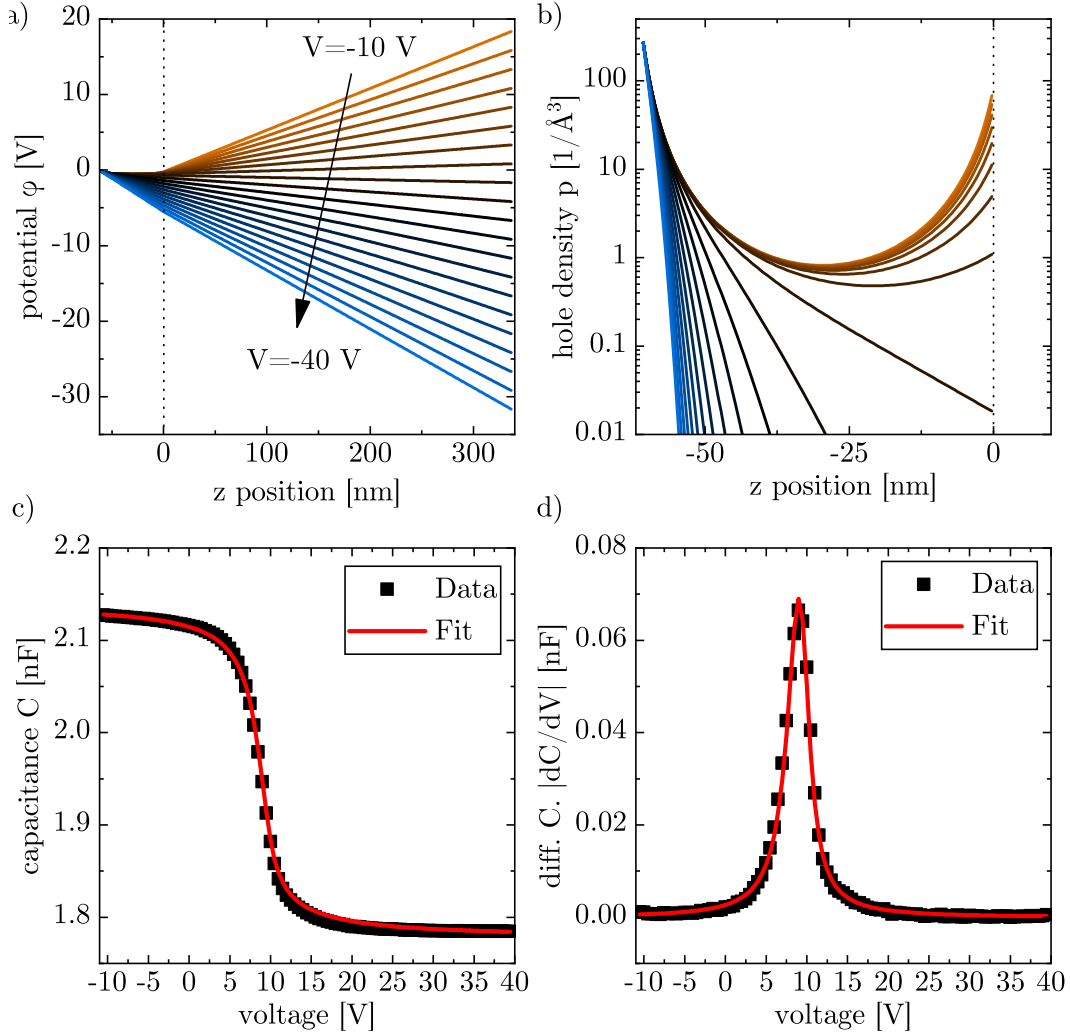 a)
20
10
0
-10
-20
-30
potential φ [V]
V=-10 V
V=-40 V
0
100
200
300
z position [nm]
b)
100
10
1
0.1
0.01
hole density p [1/Å³]
-50
-25
0
z position [nm]
c)
2.2
2.1
2.0
1.9
1.8
capacitance C [nF]
Data
Fit
-10 -5 0 5 10 15 20 25 30 35 40
voltage [V]
d)
0.08
0.06
0.04
0.02
0.00
diff. C. |dC/dV| [nF]
Data
Fit
-10 -5 0 5 10 15 20 25 30 35 40
voltage [V]